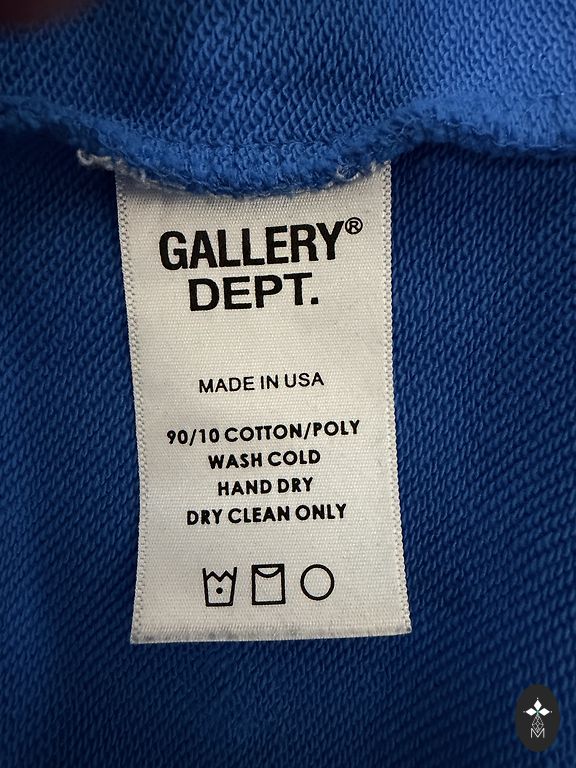 GALLERY®
DEPT.
MADE IN USA
90/10 COTTON/POLY
WASH COLD
HAND DRY
DRY CLEAN ONLY
M